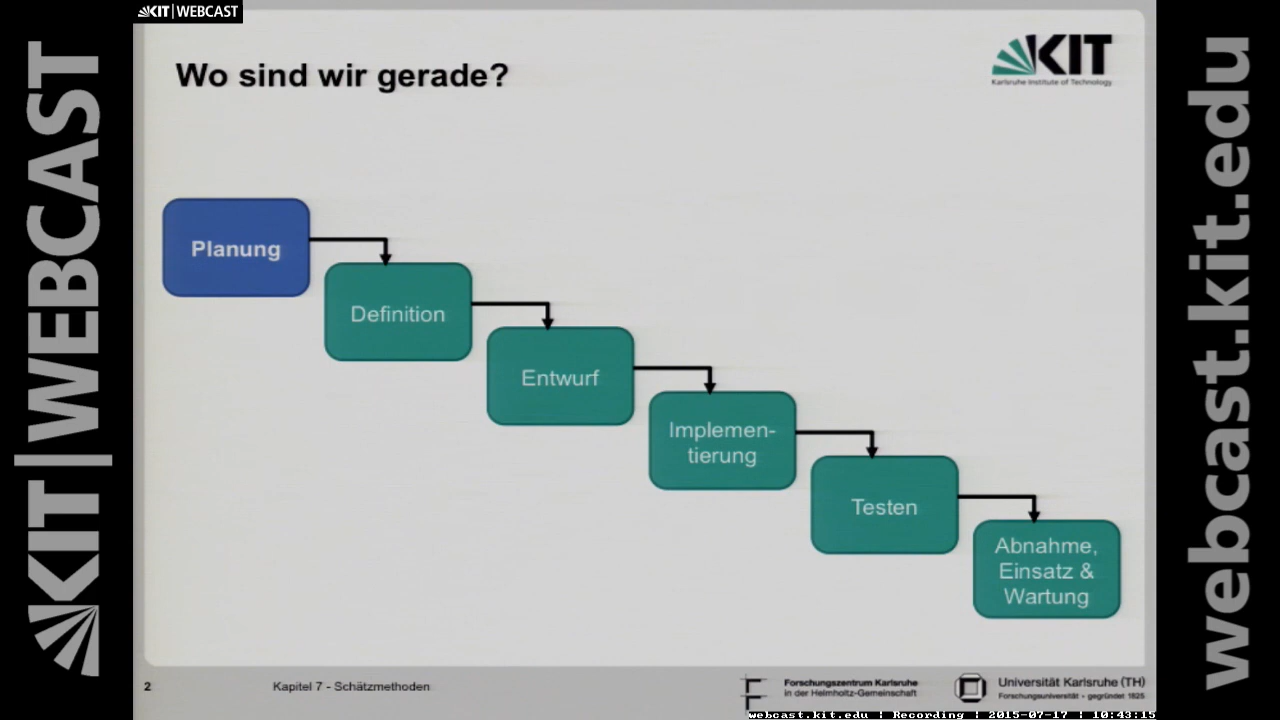 KIT | WEBCAST
KIT|WEBCAST
webcast.kit.edu
Wo sind wir gerade?
KIT
Karlsruhe Institute of Technology
Planung
Definition
Entwurf
Implemen-
tierung
Testen
Abnahme,
Einsatz &
Wartung
2
Kapitel 7 - Schätzmethoden
Forschungszentrum Karlsruhe
in der Helmholtz-Gemeinschaft
Universität Karlsruhe (TH)
Forschungsuniversität • gegründet 1825
webcast.kit.edu | Recording | 2015-07-17 | 10:43:15